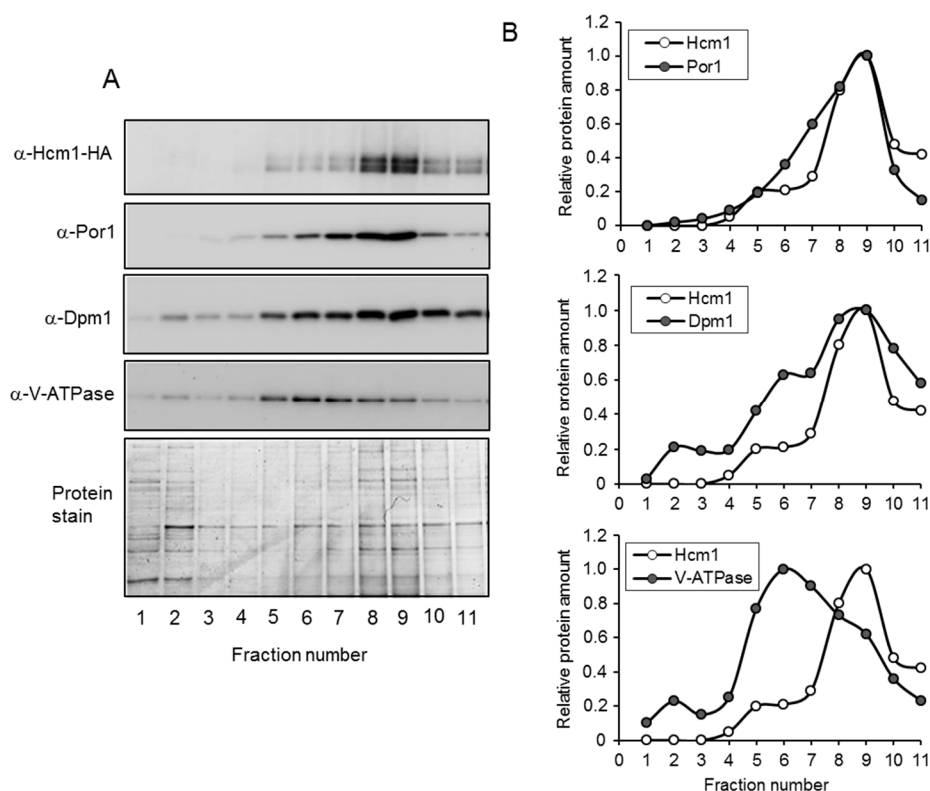 A
α-Hcm1-HA
α-Por1
α-Dpm1
α-V-ATPase
Protein
stain
1 2 3 4 5 6 7 8 9 10 11
Fraction number
B
Relative protein amount
1.2
1.0
0.8
0.6
0.4
0.2
0
Hcm1
Por1
0 1 2 3 4 5 6 7 8 9 10 11
Relative protein amount
1.2
1.0
0.8
0.6
0.4
0.2
0
Hcm1
Dpm1
0 1 2 3 4 5 6 7 8 9 10 11
Relative protein amount
1.2
1.0
0.8
0.6
0.4
0.2
0
Hcm1
V-ATPase
0 1 2 3 4 5 6 7 8 9 10 11
Fraction number